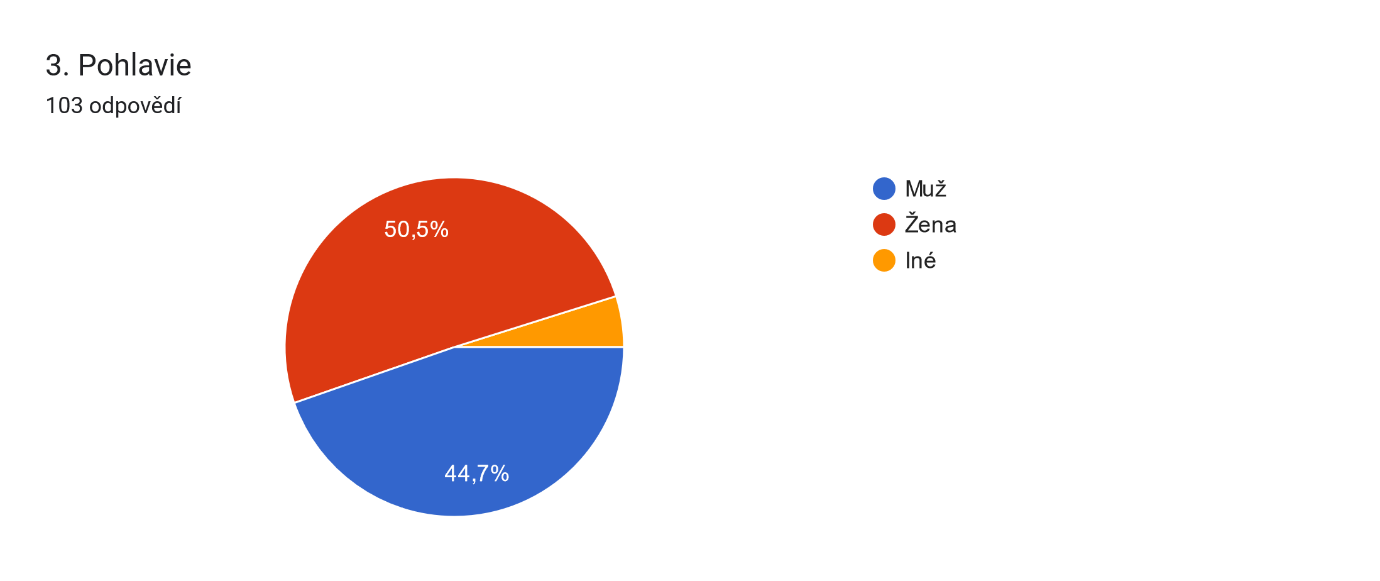 3. Pohlavie
103 odpovědí
50,5%
44,7%
Muž
Žena
Iné